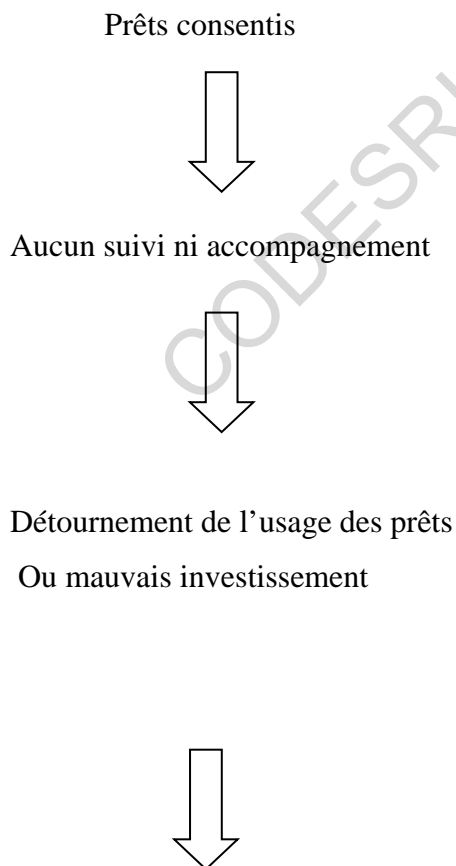 Prêts consentis
Aucun suivi ni accompagnement
Détournement de l’usage des prêts
Ou mauvais investissement